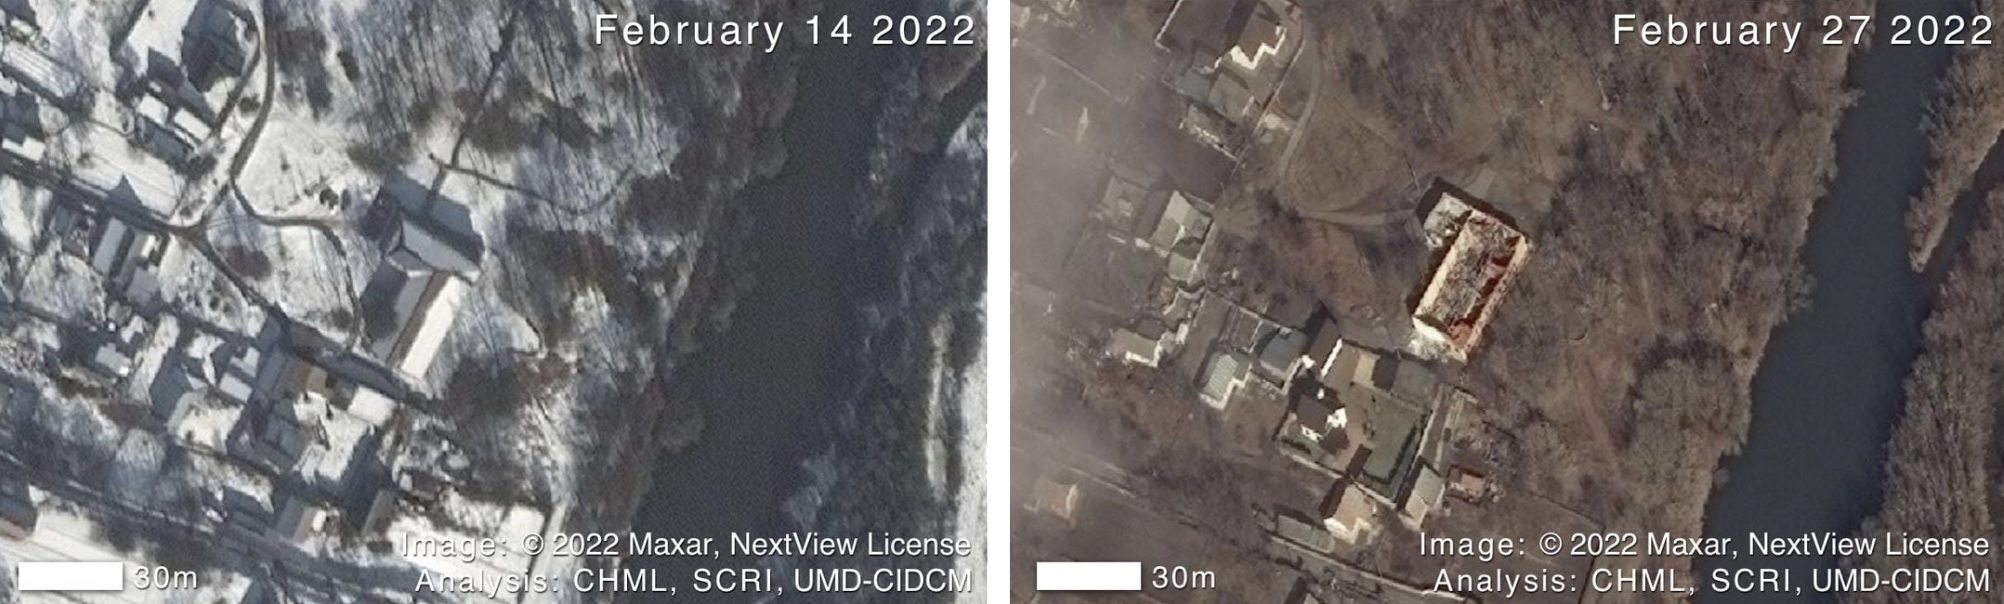 February 14 2022
Image: © 2022 Maxar, NextView License
Analysis: CHML, SCRI, UMD-CIDCM
30m
February 27 2022
Image: © 2022 Maxar, NextView License
Analysis: CHML, SCRI, UMD-CIDCM
30m